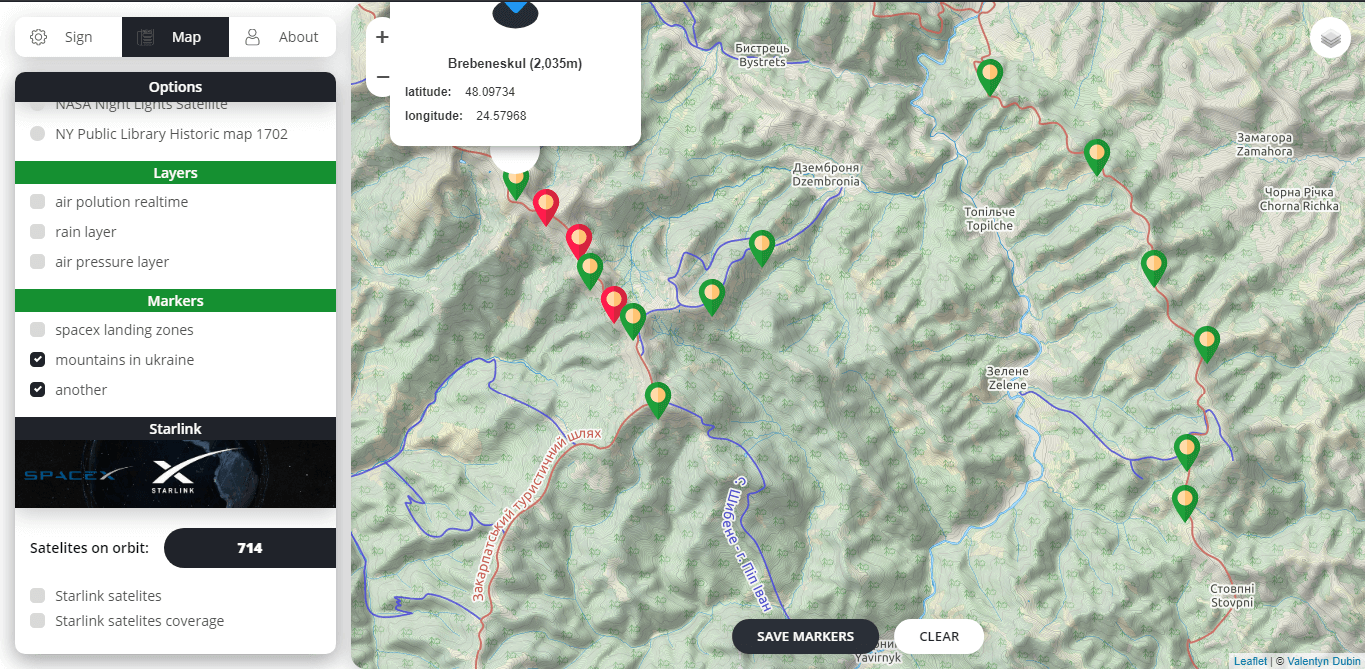 Sign
Map
About
Options
NASA Night Lights Satellite
NY Public Library Historic map 1702
Layers
air polution realtime
rain layer
air pressure layer
Markers
spacex landing zones
mountains in ukraine
another
Starlink
SPACEX
STARLINK
Satelites on orbit:
714
Starlink satelites
Starlink satelites coverage
+
−
Brebeneskul (2,035m)
latitude: 48.09734
longitude: 24.57968
Бистрець
Bystrets
Замагора
Zamahora
Дземброня
Dzembronia
Чорна Річка
Chorna Richka
Топільче
Topilche
Зелене
Zelene
Закарпатський туристичний шлях
с. Шибене - г. Піп Іван
Стовпні
Stovpni
Yavirnyk
SAVE MARKERS
CLEAR
Leaflet | © Valentyn Dubin